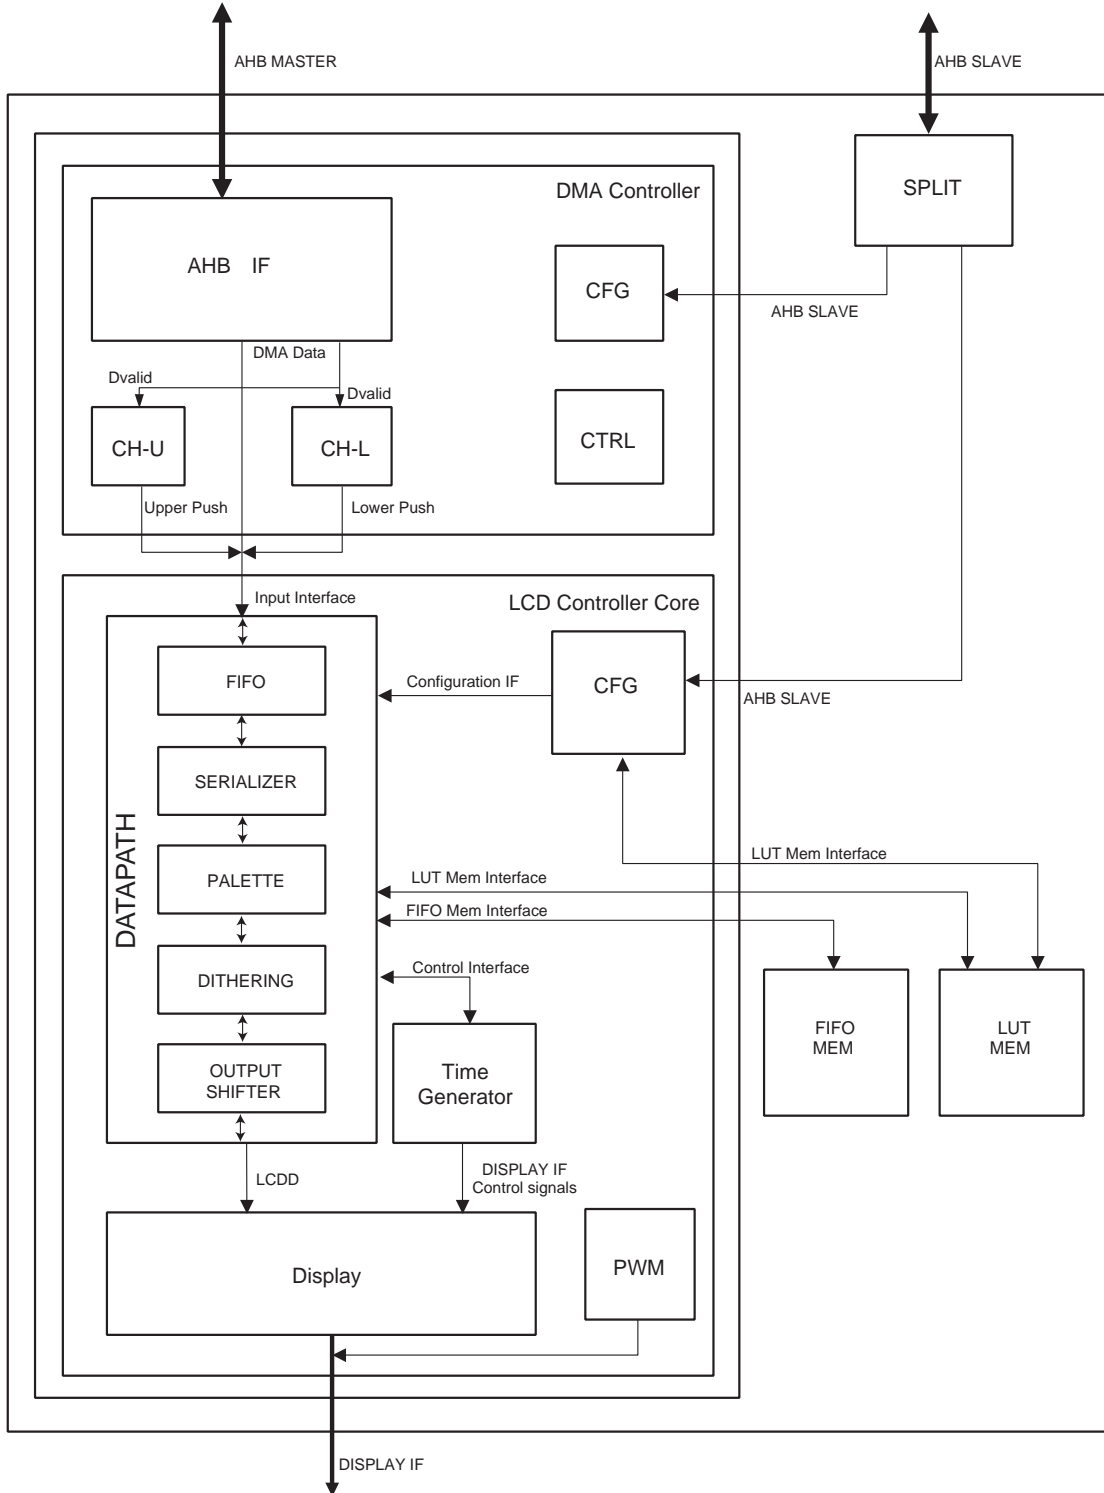 AHB MASTER
AHB SLAVE
SPLIT
DMA Controller
AHB IF
CFG
AHB SLAVE
DMA Data
Dvalid
Dvalid
CH-U
CH-L
CTRL
Upper Push
Lower Push
Input Interface
LCD Controller Core
DATAPATH
FIFO
Configuration IF
CFG
AHB SLAVE
SERIALIZER
LUT Mem Interface
PALETTE
LUT Mem Interface
FIFO Mem Interface
DITHERING
Control Interface
FIFO
MEM
LUT
MEM
OUTPUT
SHIFTER
Time
Generator
LCDD
DISPLAY IF
Control signals
Display
PWM
DISPLAY IF